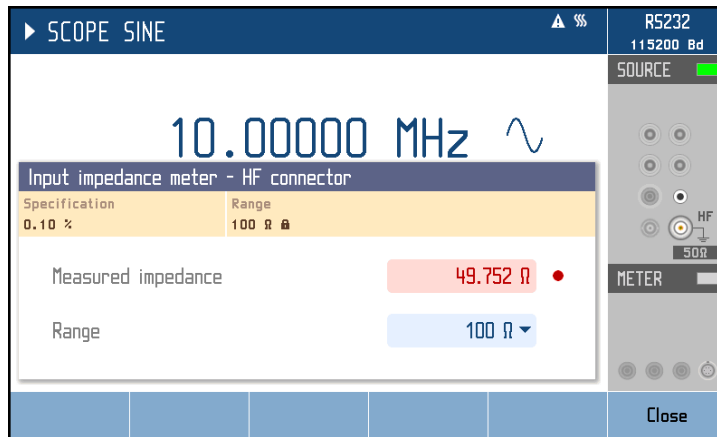 SCOPE SINE
RS232
115200 Bd
SOURCE
10.00000 MHz
Input impedance meter - HF connector
Specification Range
0.10 % 100 Ω
HF
50Ω
Measured impedance 49.752 Ω
METER
Range 100 Ω
Close